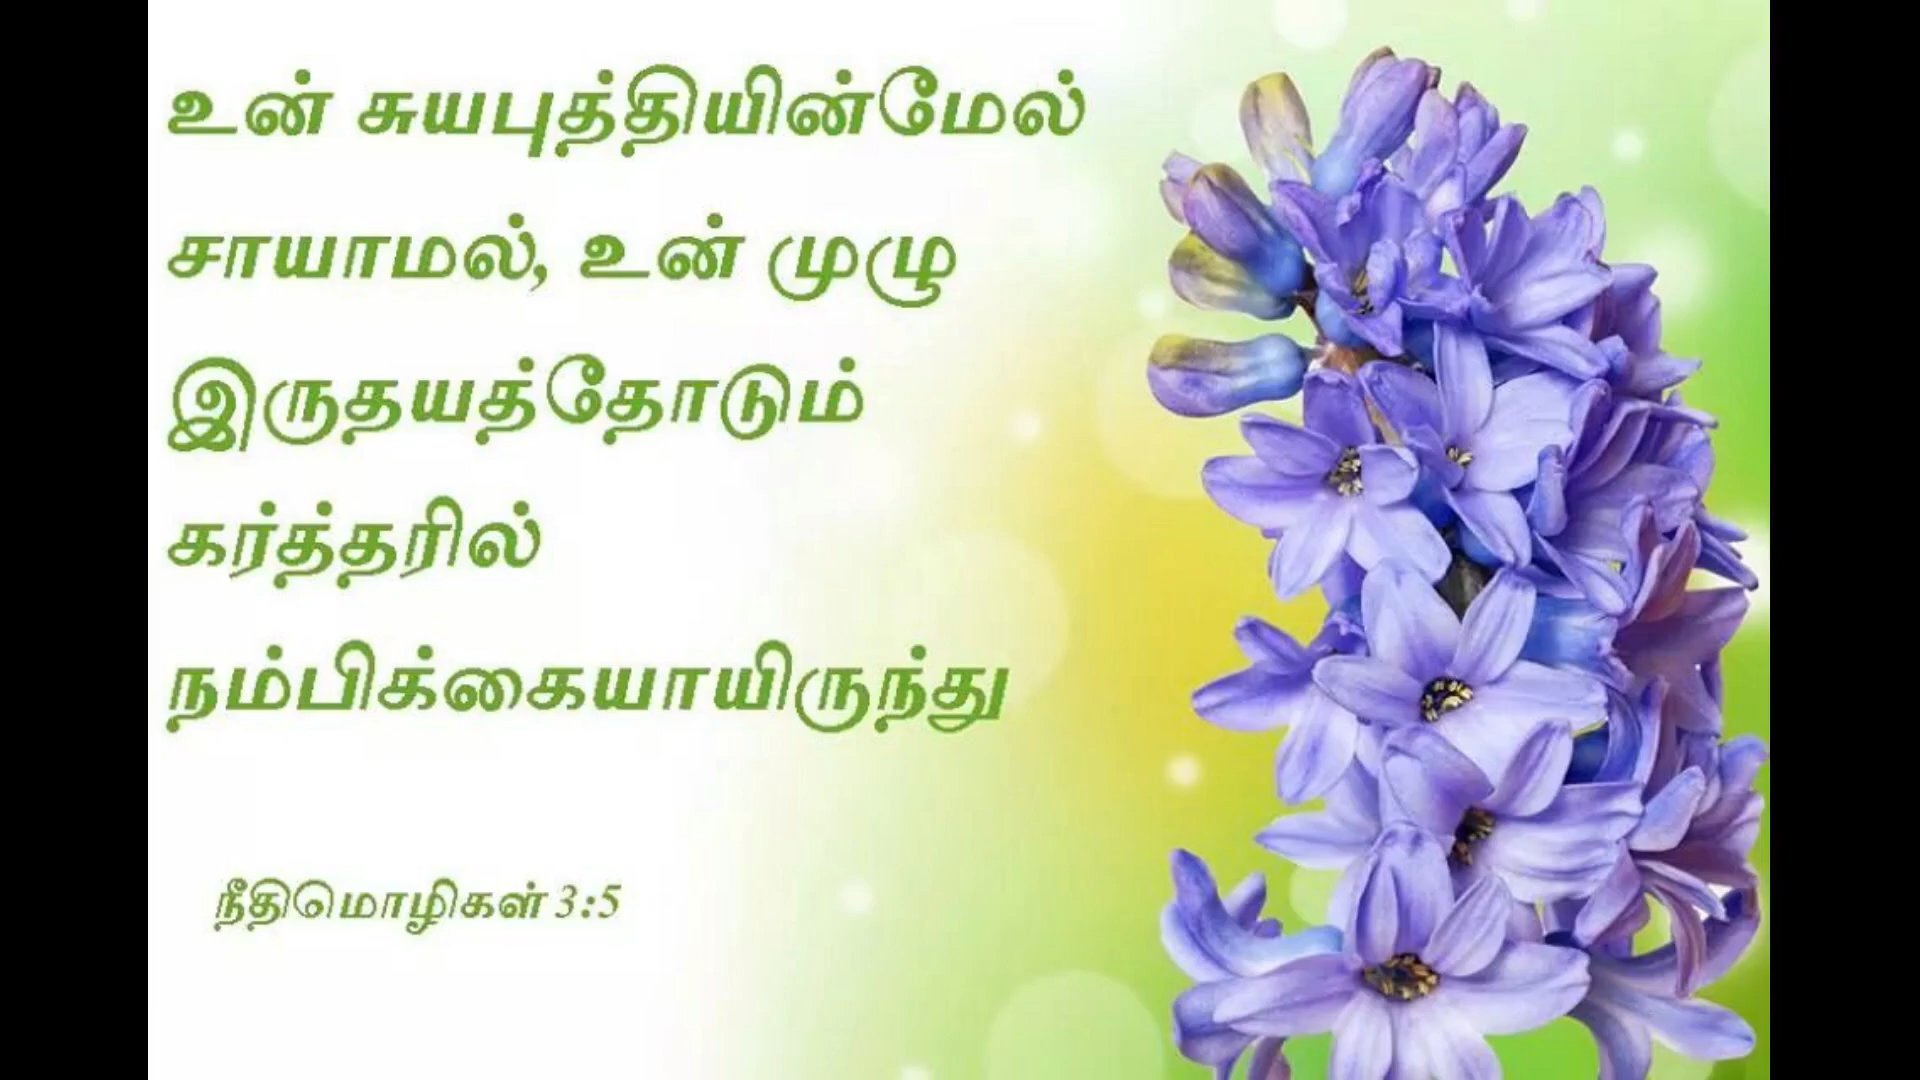 உன் சுயபுத்தியின்மேல்
சாயாமல், உன் முழு
இருதயத்தோடும்
கர்த்தரில்
நம்பிக்கையாயிருந்து
நீதிமொழிகள் 3:5